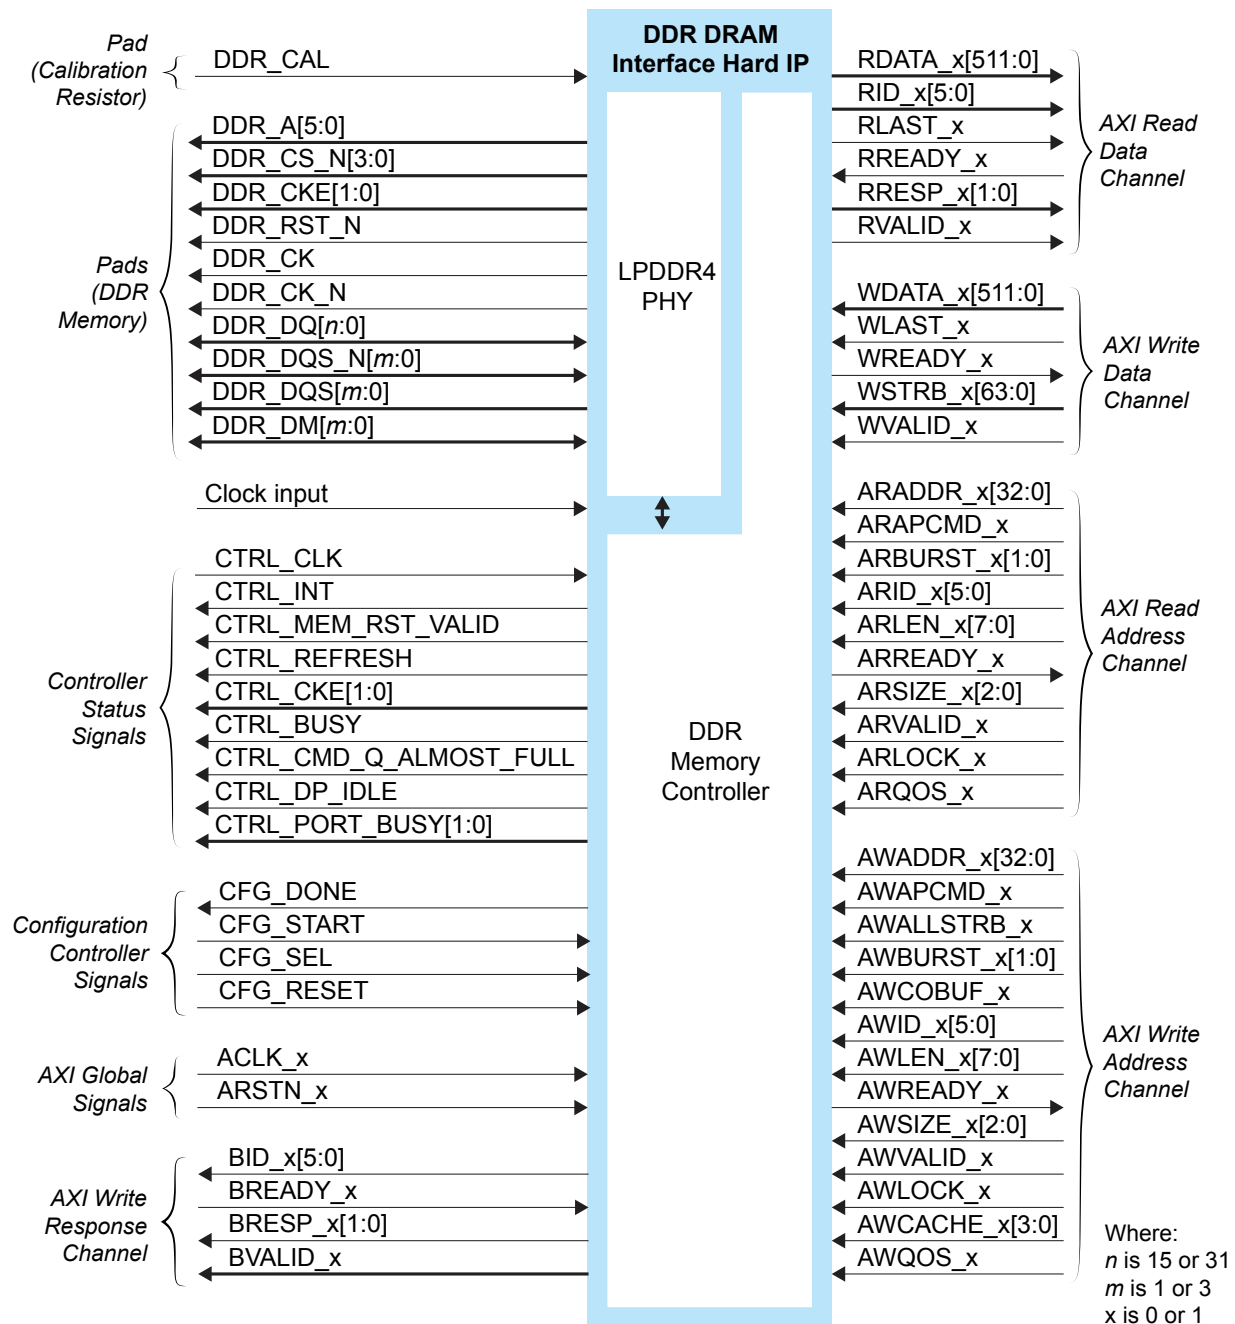 DDR DRAM
Interface Hard IP
Pad
(Calibration
Resistor)
DDR_CAL
Pads
(DDR
Memory)
DDR_A[5:0]
DDR_CS_N[3:0]
DDR_CKE[1:0]
DDR_RST_N
DDR_CK
DDR_CK_N
DDR_DQ[n:0]
DDR_DQS_N[m:0]
DDR_DQS[m:0]
DDR_DM[m:0]
Clock input
Controller
Status
Signals
CTRL_CLK
CTRL_INT
CTRL_MEM_RST_VALID
CTRL_REFRESH
CTRL_CKE[1:0]
CTRL_BUSY
CTRL_CMD_Q_ALMOST_FULL
CTRL_DP_IDLE
CTRL_PORT_BUSY[1:0]
Configuration
Controller
Signals
CFG_DONE
CFG_START
CFG_SEL
CFG_RESET
AXI Global
Signals
ACLK_x
ARSTN_x
AXI Write
Response
Channel
BID_x[5:0]
BREADY_x
BRESP_x[1:0]
BVALID_x
LPDDR4
PHY
DDR
Memory
Controller
RDATA_x[511:0]
RID_x[5:0]
RLAST_x
RREADY_x
RRESP_x[1:0]
RVALID_x
AXI Read
Data
Channel
WDATA_x[511:0]
WLAST_x
WREADY_x
WSTRB_x[63:0]
WVALID_x
AXI Write
Data
Channel
ARADDR_x[32:0]
ARAPCMD_x
ARBURST_x[1:0]
ARID_x[5:0]
ARLEN_x[7:0]
ARREADY_x
ARSIZE_x[2:0]
ARVALID_x
ARLOCK_x
ARQOS_x
AXI Read
Address
Channel
AWADDR_x[32:0]
AWAPCMD_x
AWALLSTRB_x
AWBURST_x[1:0]
AWCOBUF_x
AWID_x[5:0]
AWLEN_x[7:0]
AWREADY_x
AWSIZE_x[2:0]
AWVALID_x
AWLOCK_x
AWCACHE_x[3:0]
AWQOS_x
AXI Write
Address
Channel
Where:
n is 15 or 31
m is 1 or 3
x is 0 or 1